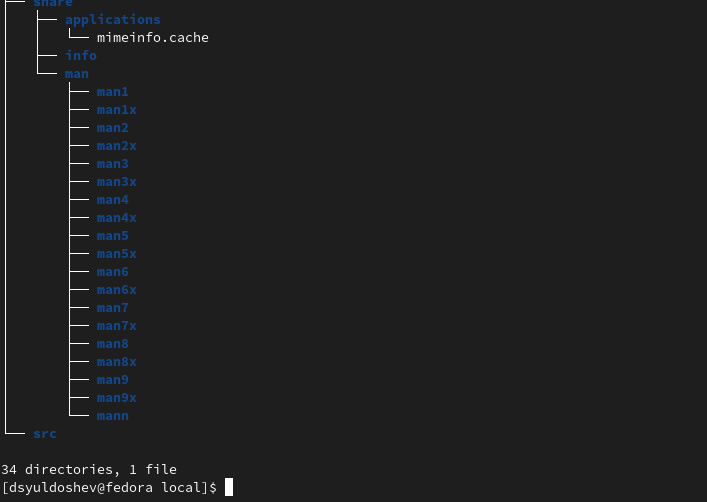 share
applications
mimeinfo.cache
info
man
man1
man1x
man2
man2x
man3
man3x
man4
man4x
man5
man5x
man6
man6x
man7
man7x
man8
man8x
man9
man9x
mann
src
34 directories, 1 file
[dsyuldoshev@fedora local]$